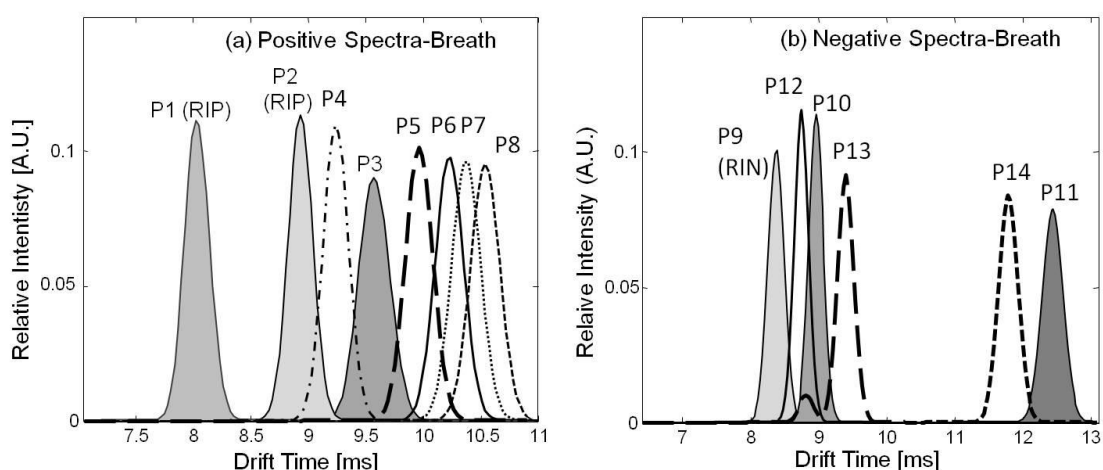 (a) Positive Spectra-Breath
P1 (RIP)
P2
(RIP)
P4
P3
P5
P6
P7
P8
0.1
0.05
0
7.5
8
8.5
9
9.5
10
10.5
11
Relative Intentisty [A.U.]
Drift Time [ms]
(b) Negative Spectra-Breath
P9
(RIN)
P12
P10
P13
P14
P11
0.1
0.05
0
7
8
9
10
11
12
13
Relaive Intensity (A.U.)
Drift Time [ms]